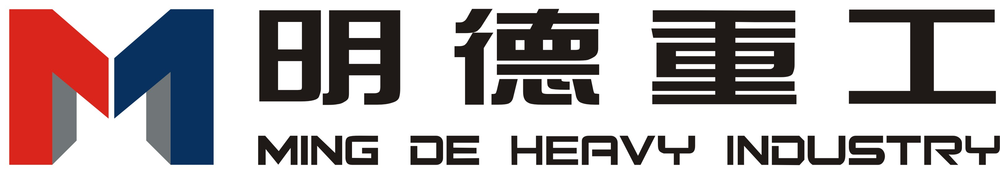 明德重工
MING DE HEAVY INDUSTRY